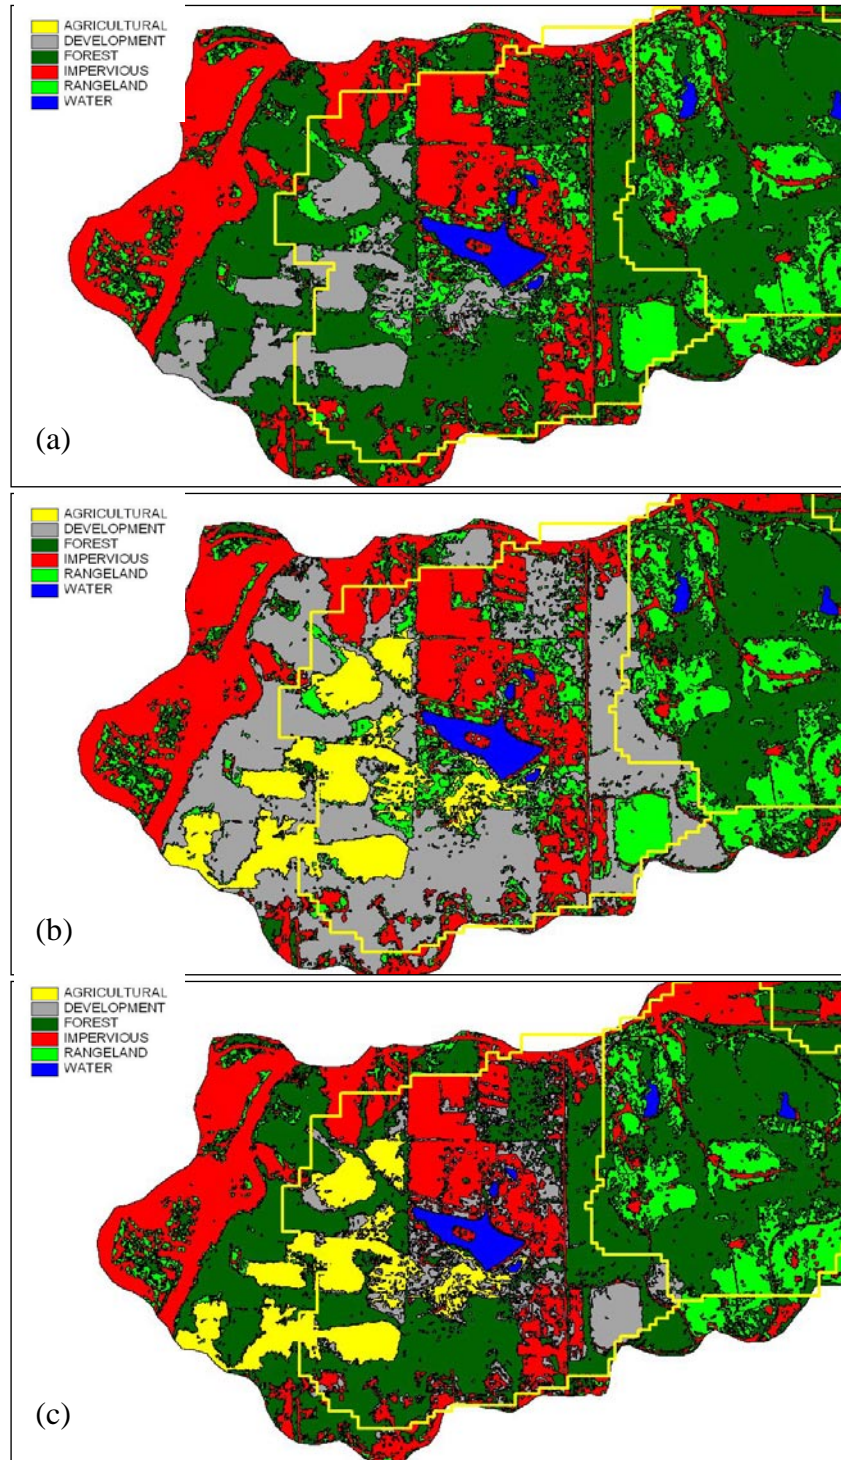 AGRICULTURAL
DEVELOPMENT
FOREST
IMPERVIOUS
RANGELAND
WATER
(a)
AGRICULTURAL
DEVELOPMENT
FOREST
IMPERVIOUS
RANGELAND
WATER
(b)
AGRICULTURAL
DEVELOPMENT
FOREST
IMPERVIOUS
RANGELAND
WATER
(c)